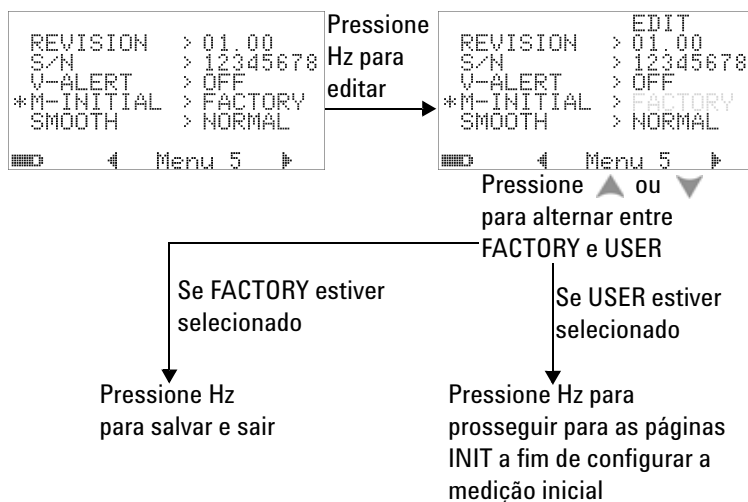 REVISION > 01.00
S/N > 12345678
V-ALERT > OFF
*M-INITIAL > FACTORY
SMOOTH > NORMAL
Menu 5
Pressione
Hz para
editar
EDIT
REVISION > 01.00
S/N > 12345678
V-ALERT > OFF
*M-INITIAL > FACTORY
SMOOTH > NORMAL
Menu 5
Pressione ou
para alternar entre
FACTORY e USER
Se FACTORY estiver
selecionado
Se USER estiver
selecionado
Pressione Hz
para salvar e sair
Pressione Hz para
prosseguir para as páginas
INIT a fim de configurar a
medição inicial